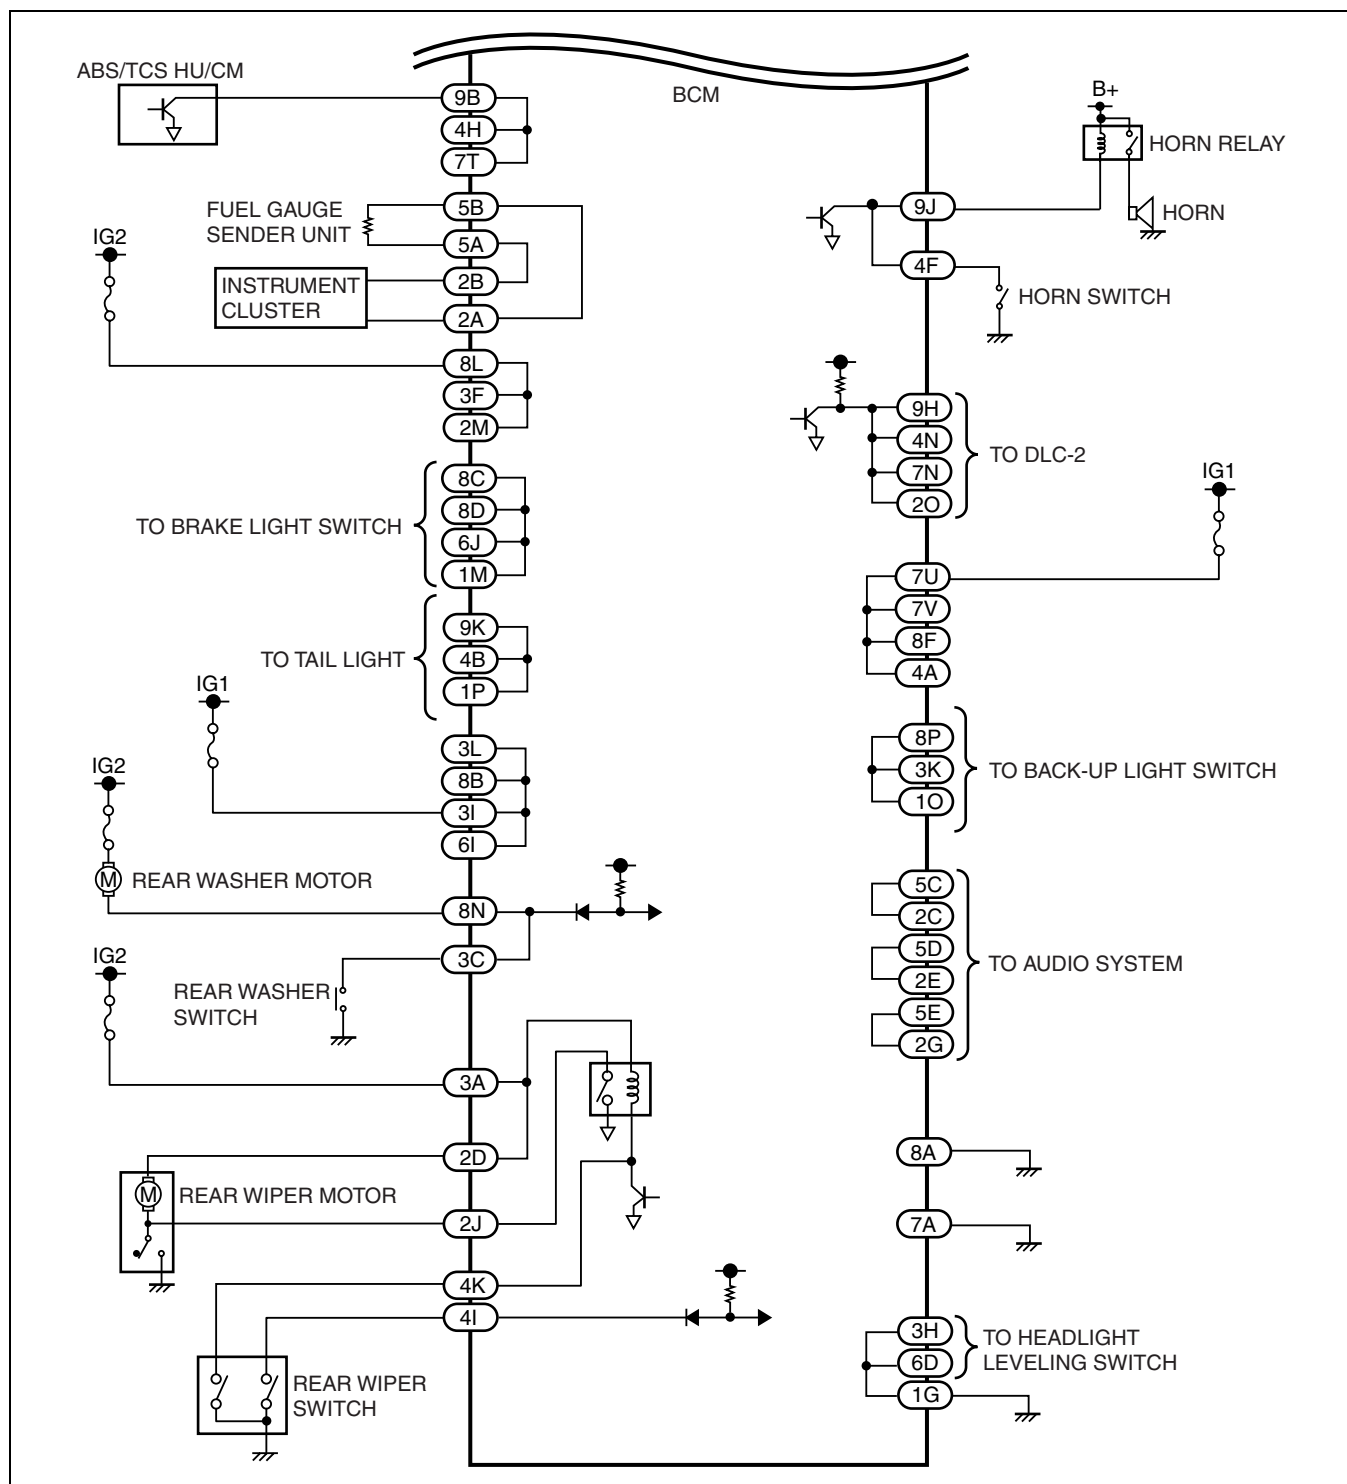 ABS/TCS HU/CM
9B
4H
7T
BCM
B+
HORN RELAY
9J
HORN
4F
HORN SWITCH
FUEL GAUGE
SENDER UNIT
5B
5A
IG2
INSTRUMENT
CLUSTER
2B
2A
8L
3F
2M
9H
4N
7N
2O
TO DLC-2
IG1
TO BRAKE LIGHT SWITCH
8C
8D
6J
1M
7U
7V
8F
4A
TO TAIL LIGHT
9K
4B
1P
IG1
3L
8B
3I
6I
8P
3K
1O
TO BACK-UP LIGHT SWITCH
IG2
M
REAR WASHER MOTOR
8N
3C
REAR WASHER
SWITCH
5C
2C
5D
2E
5E
2G
TO AUDIO SYSTEM
IG2
3A
2D
M
REAR WIPER MOTOR
2J
8A
7A
4K
4I
REAR WIPER
SWITCH
3H
6D
1G
TO HEADLIGHT
LEVELING SWITCH